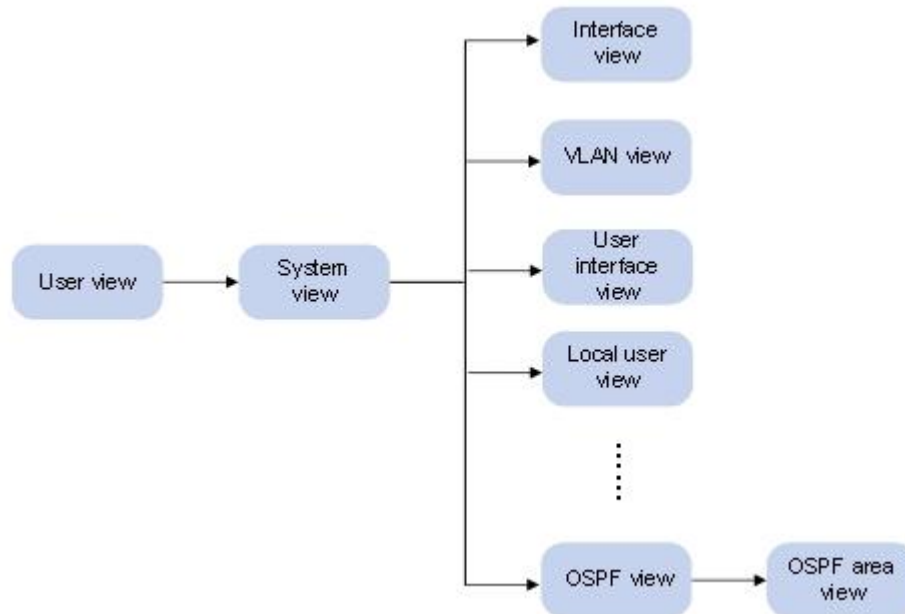 Interface
view
VLAN view
User
interface
view
User view
System
view
Local user
view
OSPF view
OSPF area
view